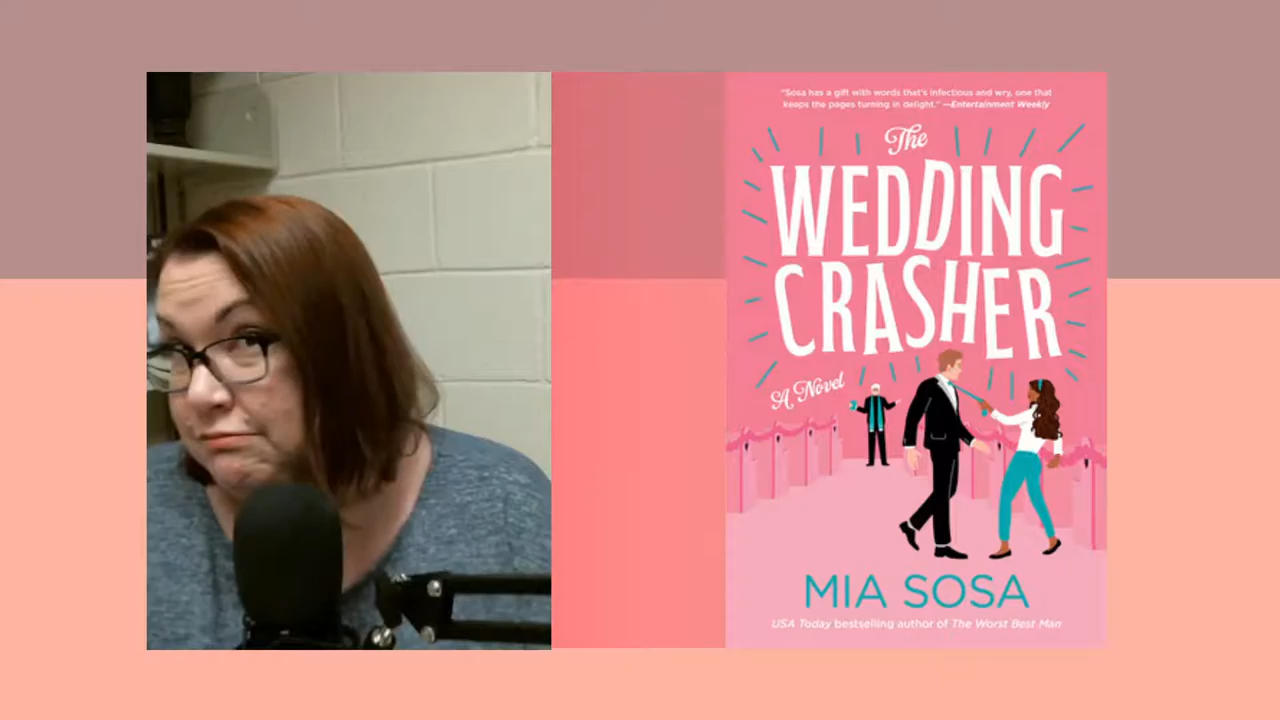 "Sosa has a gift with words that's infectious and wry, one that
keeps the pages turning in delight." —Entertainment Weekly
The
WEDDING
CRASHER
A Novel
MIA SOSA
USA Today bestselling author of The Worst Best Man